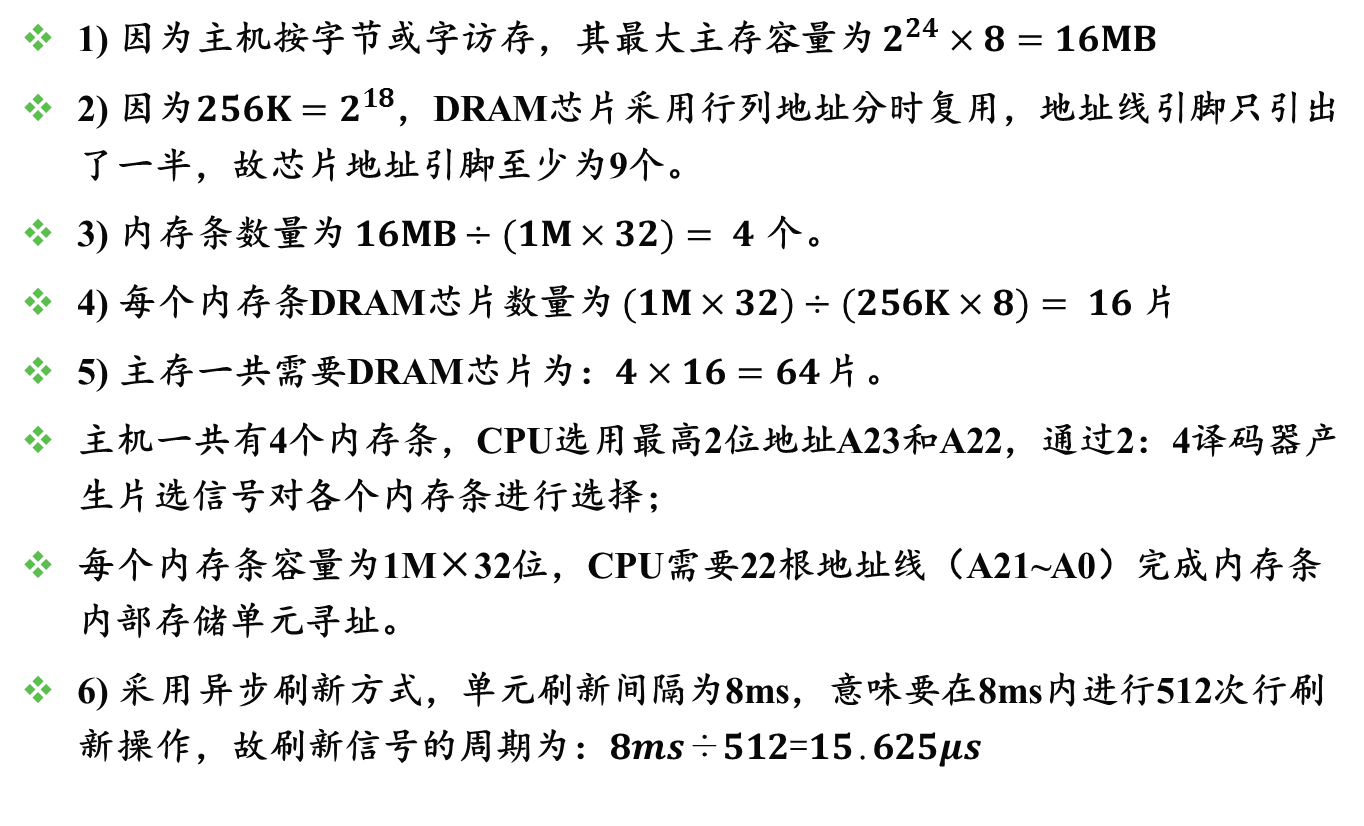 ❖ 1) 因为主机按字节或字访存，其最大主存容量为 2²⁴ × 8 = 16MB
❖ 2) 因为256K = 2¹⁸，DRAM芯片采用行列地址分时复用，地址线引脚只引出
了一半，故芯片地址引脚至少为9个。
❖ 3) 内存条数量为 16MB ÷ (1M × 32) = 4 个。
❖ 4) 每个内存条DRAM芯片数量为 (1M × 32) ÷ (256K × 8) = 16 片
❖ 5) 主存一共需要DRAM芯片为：4 × 16 = 64 片。
❖ 主机一共有4个内存条，CPU选用最高2位地址A23和A22，通过2：4译码器产
生片选信号对各个内存条进行选择；
❖ 每个内存条容量为1M×32位，CPU需要22根地址线（A21~A0）完成内存条
内部存储单元寻址。
❖ 6) 采用异步刷新方式，单元刷新间隔为8ms，意味要在8ms内进行512次行刷
新操作，故刷新信号的周期为：8ms÷512=15.625μs